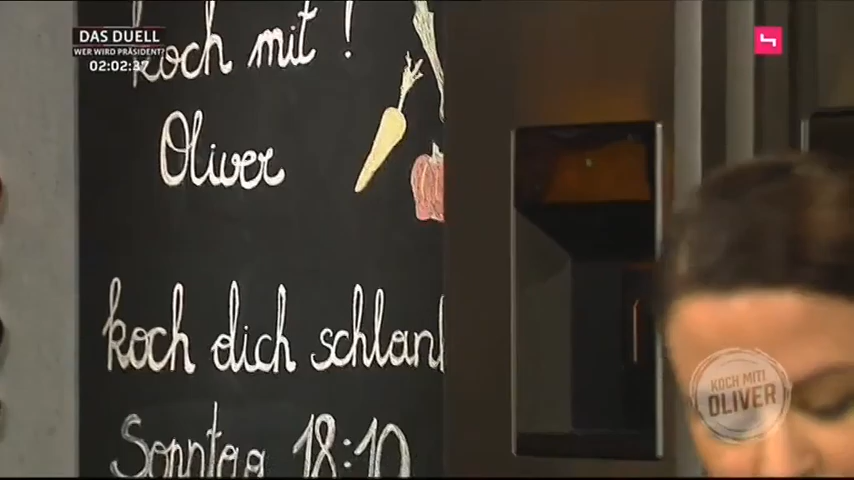 DAS DUELL
WER WIRD PRÄSIDENT?
02:02:37
koch mit!
Oliver
koch dich schlan
Sonntag 18:10
KOCH MIT!
OLIVER